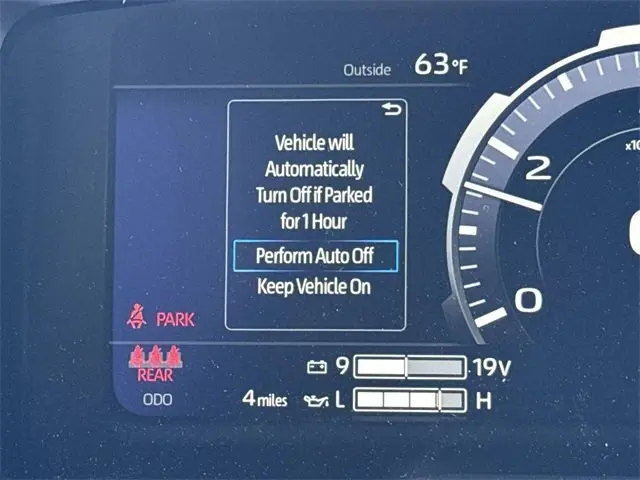 Outside 63°F
Vehicle will
Automatically
Turn Off if Parked
for 1 Hour
Perform Auto Off
Keep Vehicle On
PARK
REAR
ODO 4 miles
9 19V
L H
x10
2
0